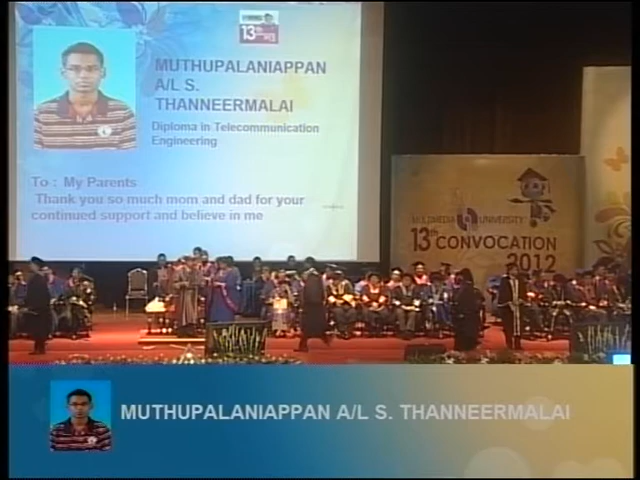 13th
MUTHUPALANIAPPAN
A/L S.
THANNEERMALAI
Diploma in Telecommunication
Engineering
To : My Parents
Thank you so much mom and dad for your
continued support and believe in me
MULTIMEDIA UNIVERSITY
13th CONVOCATION
2012
MUTHUPALANIAPPAN A/L S. THANNEERMALAI